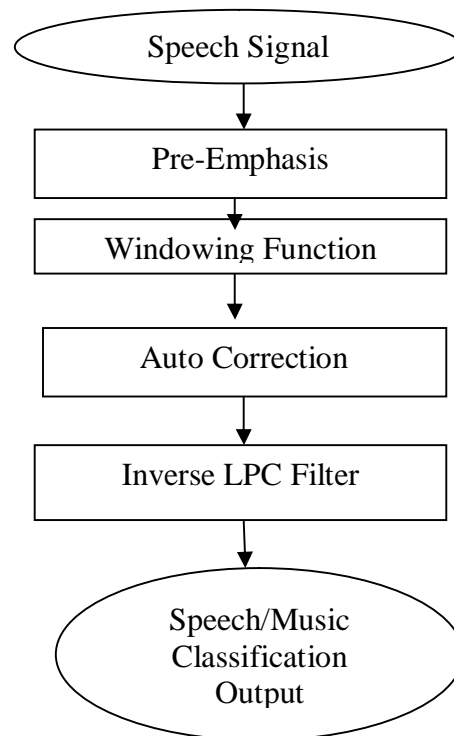 Speech Signal
Pre-Emphasis
Windowing Function
Auto Correction
Inverse LPC Filter
Speech/Music
Classification
Output